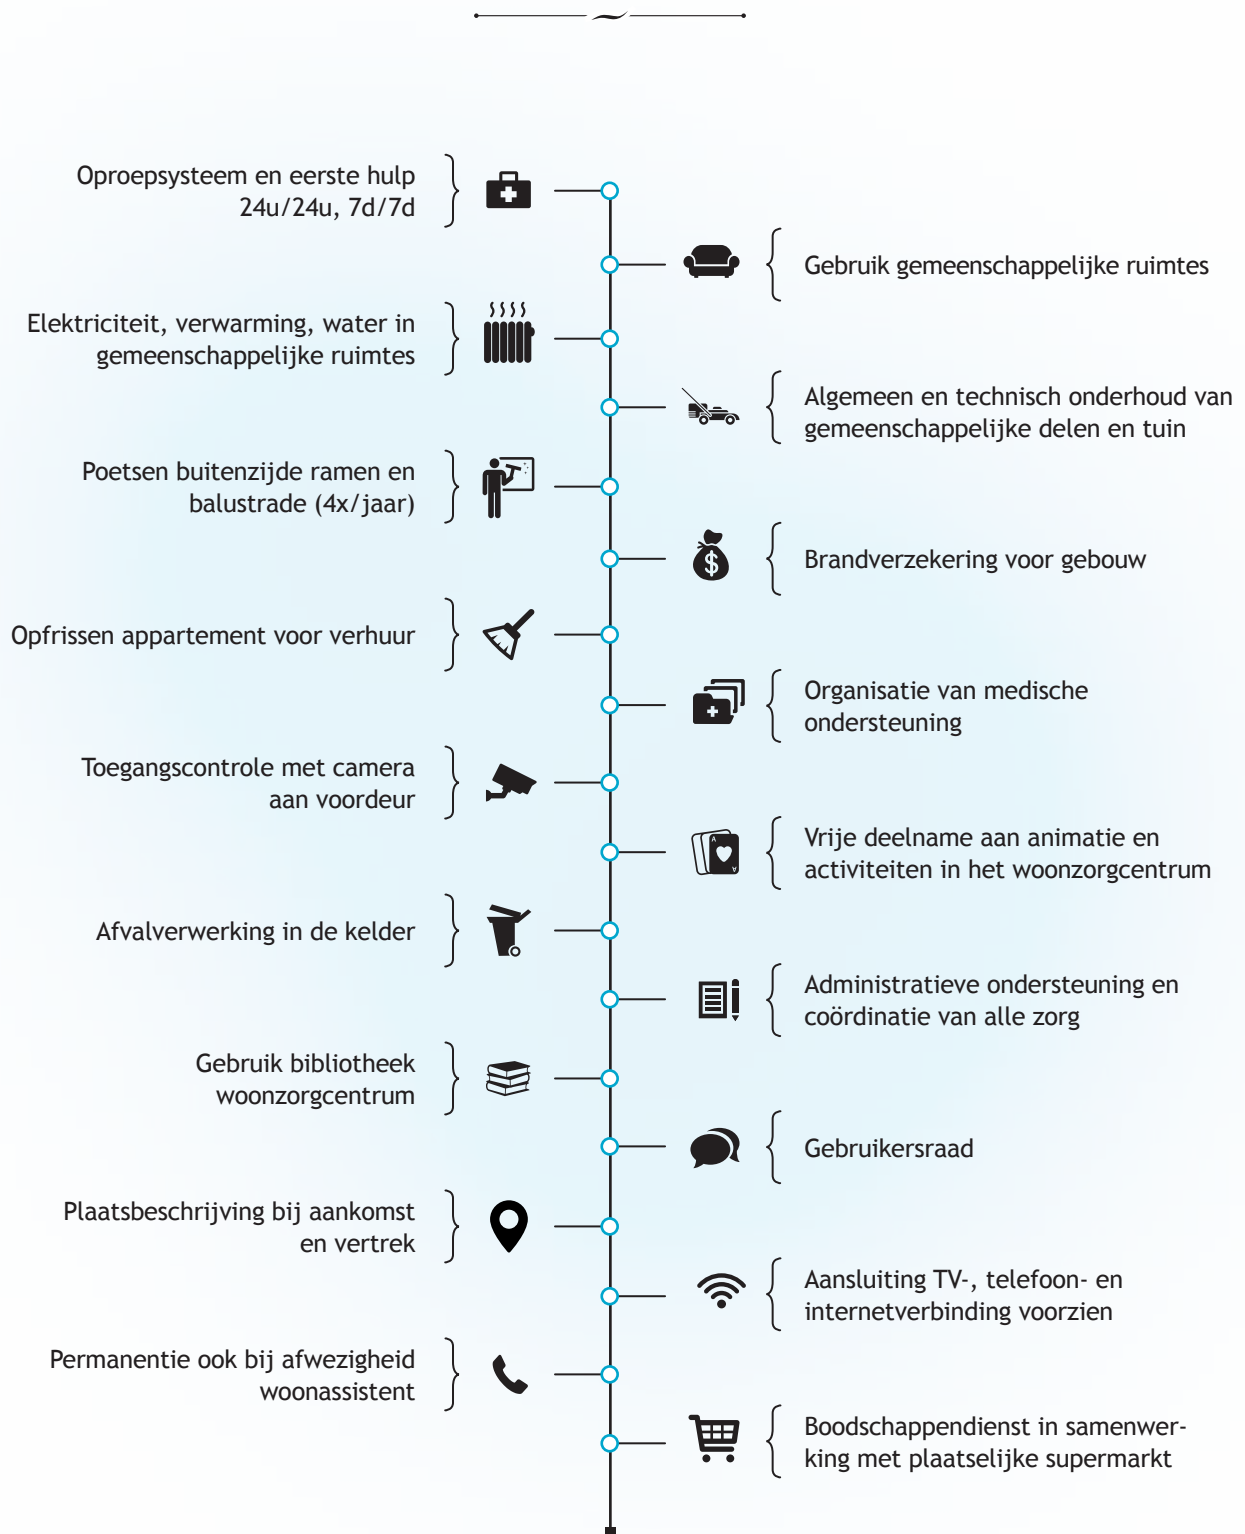 Oproepsysteem en eerste hulp
24u/24u, 7d/7d
Gebruik gemeenschappelijke ruimtes
Elektriciteit, verwarming, water in
gemeenschappelijke ruimtes
Algemeen en technisch onderhoud van
gemeenschappelijke delen en tuin
Poetsen buitenzijde ramen en
balustrade (4x/jaar)
Brandverzekering voor gebouw
Opfrissen appartement voor verhuur
Organisatie van medische
ondersteuning
Toegangscontrole met camera
aan voordeur
Vrije deelname aan animatie en
activiteiten in het woonzorgcentrum
Afvalverwerking in de kelder
Administratieve ondersteuning en
coördinatie van alle zorg
Gebruik bibliotheek
woonzorgcentrum
Gebruikersraad
Plaatsbeschrijving bij aankomst
en vertrek
Aansluiting TV-, telefoon- en
internetverbinding voorzien
Permanentie ook bij afwezigheid
woonassistent
Boodschappendienst in samenwer-
king met plaatselijke supermarkt